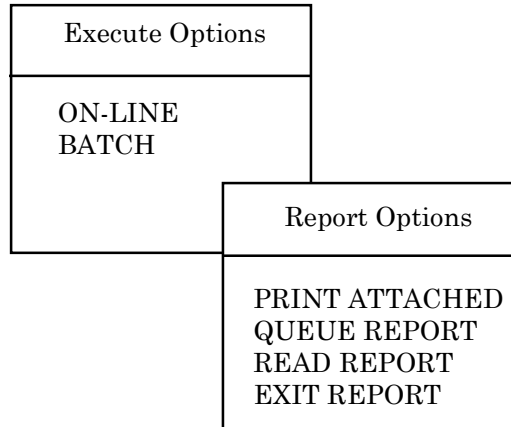 Execute Options
ON-LINE
BATCH
Report Options
PRINT ATTACHED
QUEUE REPORT
READ REPORT
EXIT REPORT